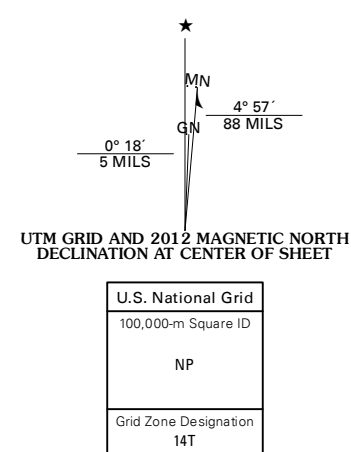 MN
4° 57´
88 MILS
GN
0° 18´
5 MILS
UTM GRID AND 2012 MAGNETIC NORTH
DECLINATION AT CENTER OF SHEET
U.S. National Grid
100,000-m Square ID
NP
Grid Zone Designation
14T